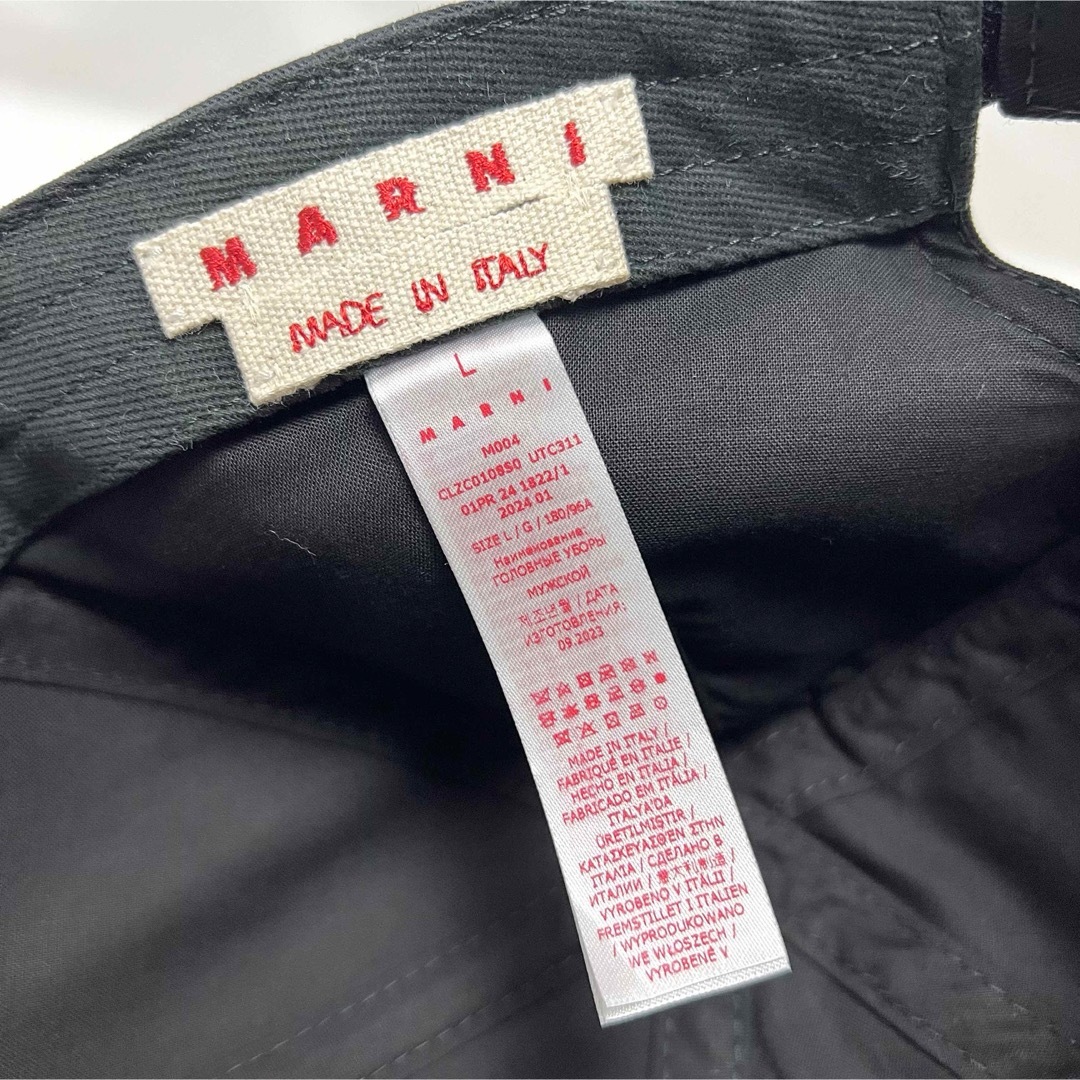 MARNI
MADE IN ITALY
L
MARNI
M004
CLZC0108S0 UTC311
01PR 24 1822/1
2024 01
SIZE L / G / 180/96A
Наименование:
ГОЛОВНЫЕ УБОРЫ
МУЖСКОЙ
제조년월 / ДАТА
ИЗГОТОВЛЕНИЯ:
09.2023
MADE IN ITALY /
FABRIQUÉ EN ITALIE /
HECHO EN ITALIA /
FABRICADO EM ITÁLIA /
ITALYA'DA
ÜRETILMIŞTIR /
ΚΑΤΑΣΚΕΥΑΣΘΕΝ ΣΤΗΝ
ΙΤΑΛΙΑ / СДЕЛАНО В
ИТАЛИИ / 意大利制造 /
VYROBENO V ITÁLII /
FREMSTILLET I ITALIEN
/ WYPRODUKOWANO
WE WLOSZECH /
VYROBENÉ V